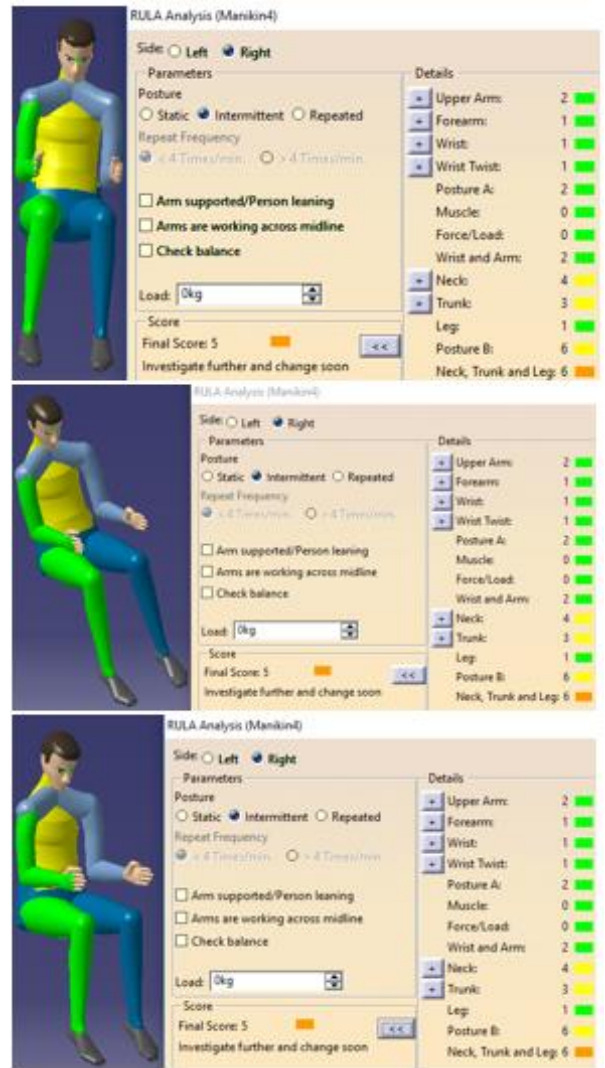 RULA Analysis (Manikin4)
Side: Left Right
Parameters
Posture
Static Intermittent Repeated
Repeat Frequency
< 4 Times/min. > 4 Times/min.
Arm supported/Person leaning
Arms are working across midline
Check balance
Load: 0kg
Score
Final Score: 5
<<
Investigate further and change soon
Details
+ Upper Arm: 2
+ Forearm: 1
+ Wrist: 1
+ Wrist Twist: 1
Posture A: 2
Muscle: 0
Force/Load: 0
Wrist and Arm: 2
+ Neck: 4
+ Trunk: 3
Leg: 1
Posture B: 6
Neck, Trunk and Leg: 6
RULA Analysis (Manikin4)
Side: Left Right
Parameters
Posture
Static Intermittent Repeated
Repeat Frequency
< 4 Times/min. > 4 Times/min.
Arm supported/Person leaning
Arms are working across midline
Check balance
Load: 0kg
Score
Final Score: 5
<<
Investigate further and change soon
Details
+ Upper Arm: 2
+ Forearm: 1
+ Wrist: 1
+ Wrist Twist: 1
Posture A: 2
Muscle: 0
Force/Load: 0
Wrist and Arm: 2
+ Neck: 4
+ Trunk: 3
Leg: 1
Posture B: 6
Neck, Trunk and Leg: 6
RULA Analysis (Manikin4)
Side: Left Right
Parameters
Posture
Static Intermittent Repeated
Repeat Frequency
< 4 Times/min. > 4 Times/min.
Arm supported/Person leaning
Arms are working across midline
Check balance
Load: 0kg
Score
Final Score: 5
<<
Investigate further and change soon
Details
+ Upper Arm: 2
+ Forearm: 1
+ Wrist: 1
+ Wrist Twist: 1
Posture A: 2
Muscle: 0
Force/Load: 0
Wrist and Arm: 2
+ Neck: 4
+ Trunk: 3
Leg: 1
Posture B: 6
Neck, Trunk and Leg: 6